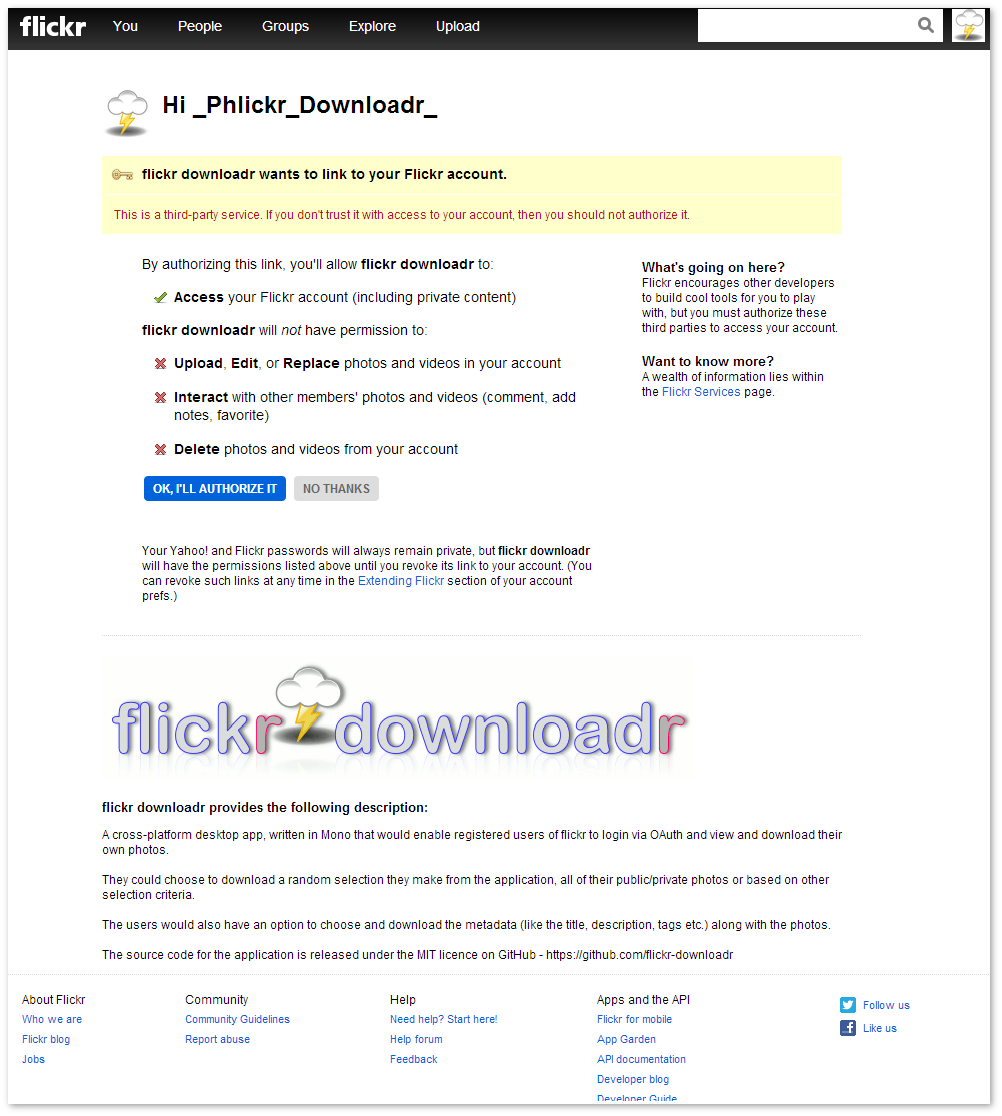 flickr You People Groups Explore Upload
Hi _Phlickr_Downloadr_
flickr downloadr wants to link to your Flickr account.
This is a third-party service. If you don't trust it with access to your account, then you should not authorize it.
By authorizing this link, you'll allow flickr downloadr to:
Access your Flickr account (including private content)
flickr downloadr will not have permission to:
Upload, Edit, or Replace photos and videos in your account
Interact with other members' photos and videos (comment, add
notes, favorite)
Delete photos and videos from your account
OK, I'LL AUTHORIZE IT NO THANKS
Your Yahoo! and Flickr passwords will always remain private, but flickr downloadr
will have the permissions listed above until you revoke its link to your account. (You
can revoke such links at any time in the Extending Flickr section of your account
prefs.)
What's going on here?
Flickr encourages other developers
to build cool tools for you to play
with, but you must authorize these
third parties to access your account.
Want to know more?
A wealth of information lies within
the Flickr Services page.
flickr downloadr
flickr downloadr provides the following description:
A cross-platform desktop app, written in Mono that would enable registered users of flickr to login via OAuth and view and download their
own photos.
They could choose to download a random selection they make from the application, all of their public/private photos or based on other
selection criteria.
The users would also have an option to choose and download the metadata (like the title, description, tags etc.) along with the photos.
The source code for the application is released under the MIT licence on GitHub - https://github.com/flickr-downloadr
About Flickr
Who we are
Flickr blog
Jobs
Community
Community Guidelines
Report abuse
Help
Need help? Start here!
Help forum
Feedback
Apps and the API
Flickr for mobile
App Garden
API documentation
Developer blog
Developer Guide
Follow us
Like us